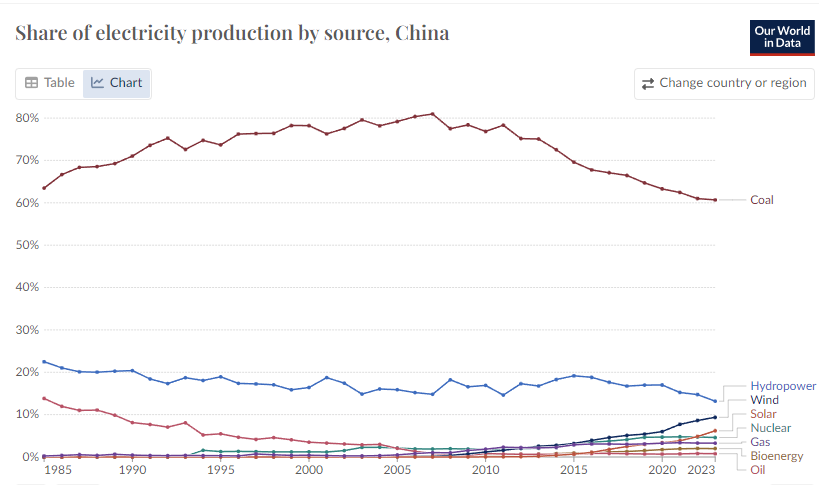 Share of electricity production by source, China
Our World
in Data
Table
Chart
Change country or region
80%
70%
60%
50%
40%
30%
20%
10%
0%
Coal
Hydropower
Wind
Solar
Nuclear
Gas
Bioenergy
Oil
1985 1990 1995 2000 2005 2010 2015 2020 2023